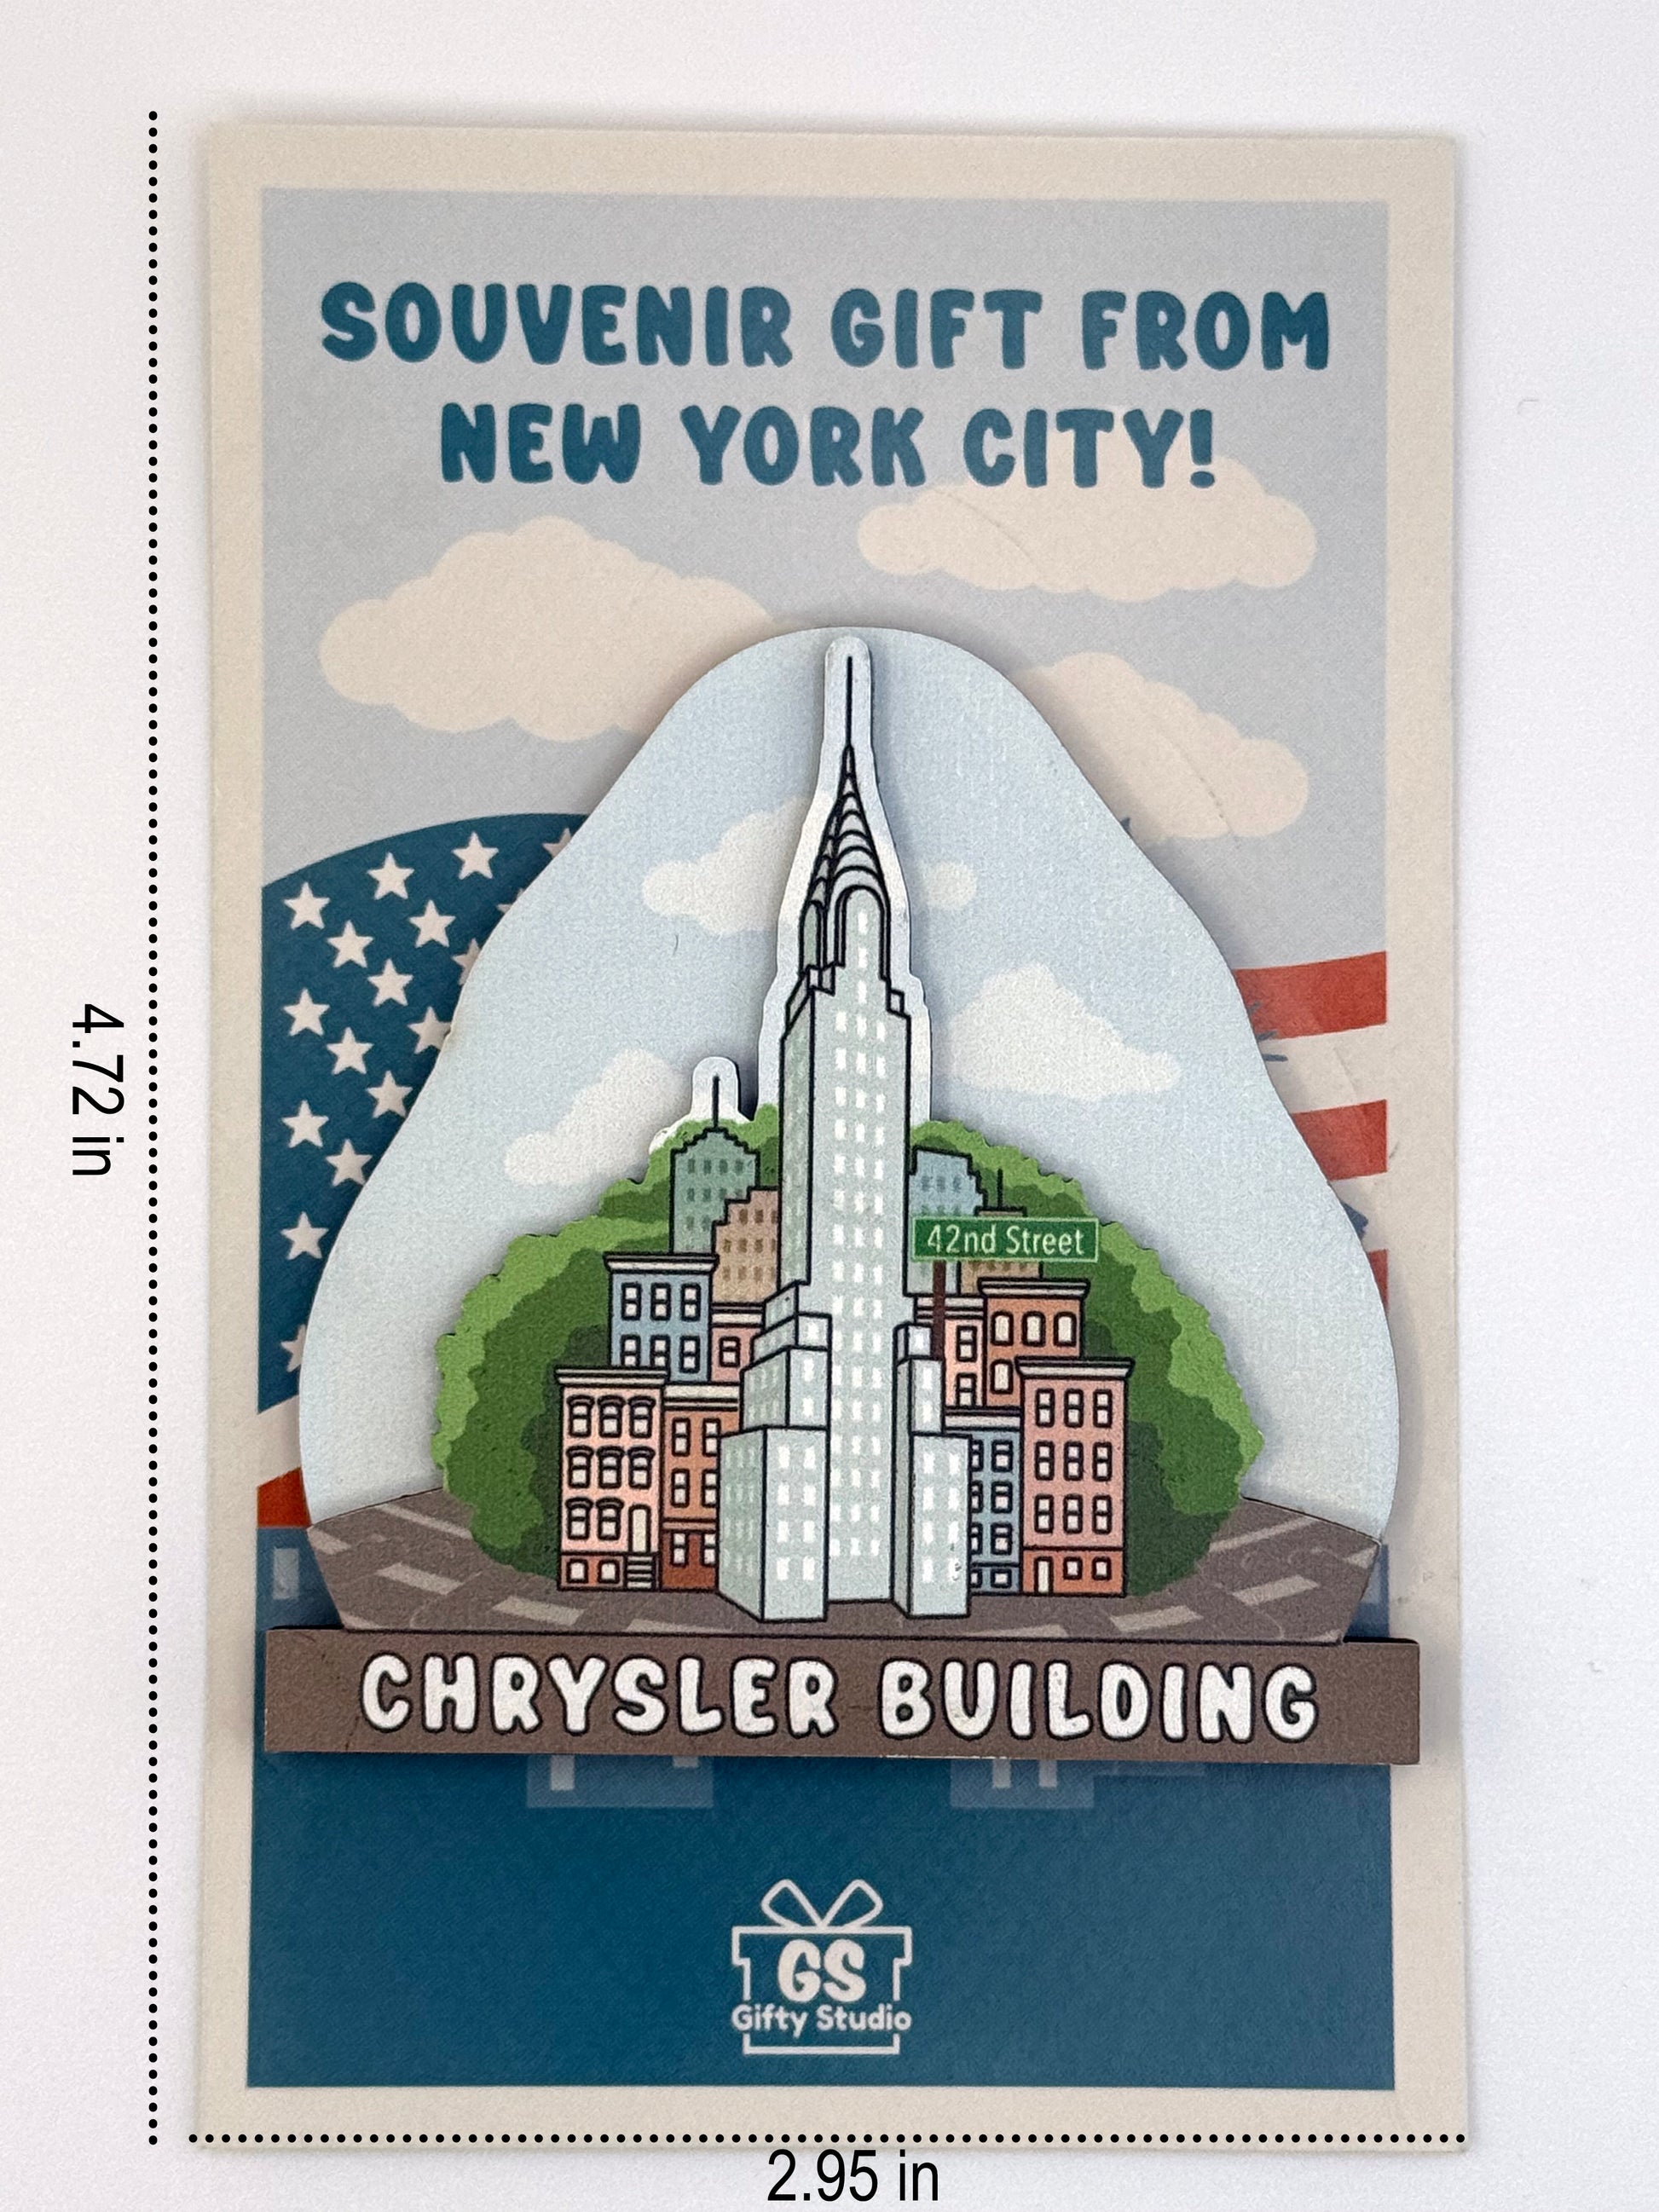 SOUVENIR GIFT FROM
NEW YORK CITY!
4.72 in
42nd Street
CHRYSLER BUILDING
GS
Gifty Studio
2.95 in